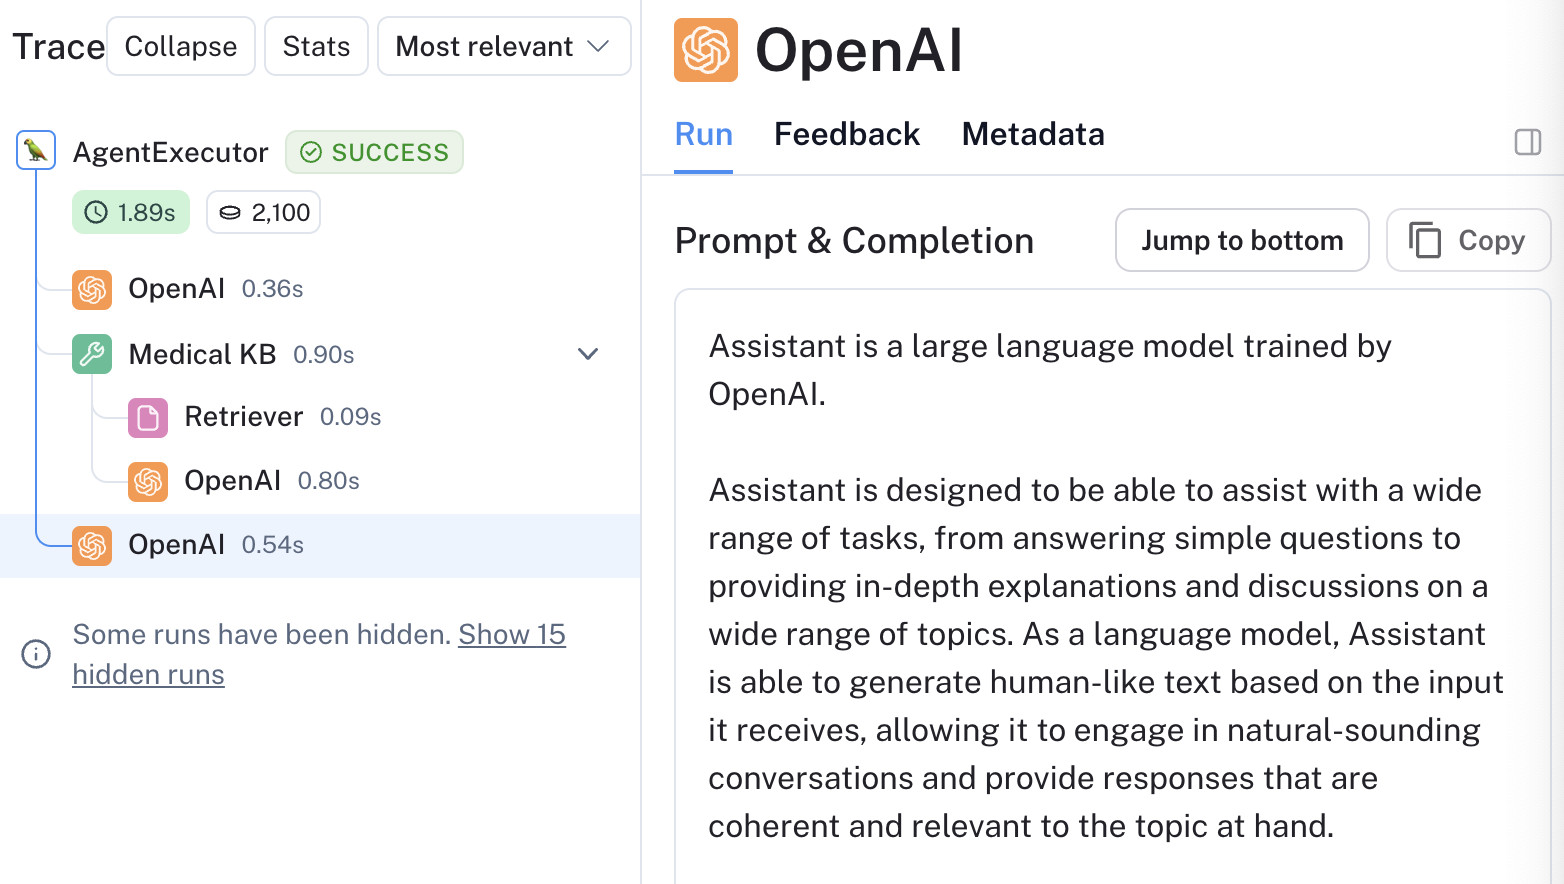 Trace Collapse Stats Most relevant
AgentExecutor SUCCESS
1.89s 2,100
OpenAI 0.36s
Medical KB 0.90s
Retriever 0.09s
OpenAI 0.80s
OpenAI 0.54s
Some runs have been hidden. Show 15
hidden runs
OpenAI
Run Feedback Metadata
Prompt & Completion Jump to bottom Copy
Assistant is a large language model trained by
OpenAI.
Assistant is designed to be able to assist with a wide
range of tasks, from answering simple questions to
providing in-depth explanations and discussions on a
wide range of topics. As a language model, Assistant
is able to generate human-like text based on the input
it receives, allowing it to engage in natural-sounding
conversations and provide responses that are
coherent and relevant to the topic at hand.